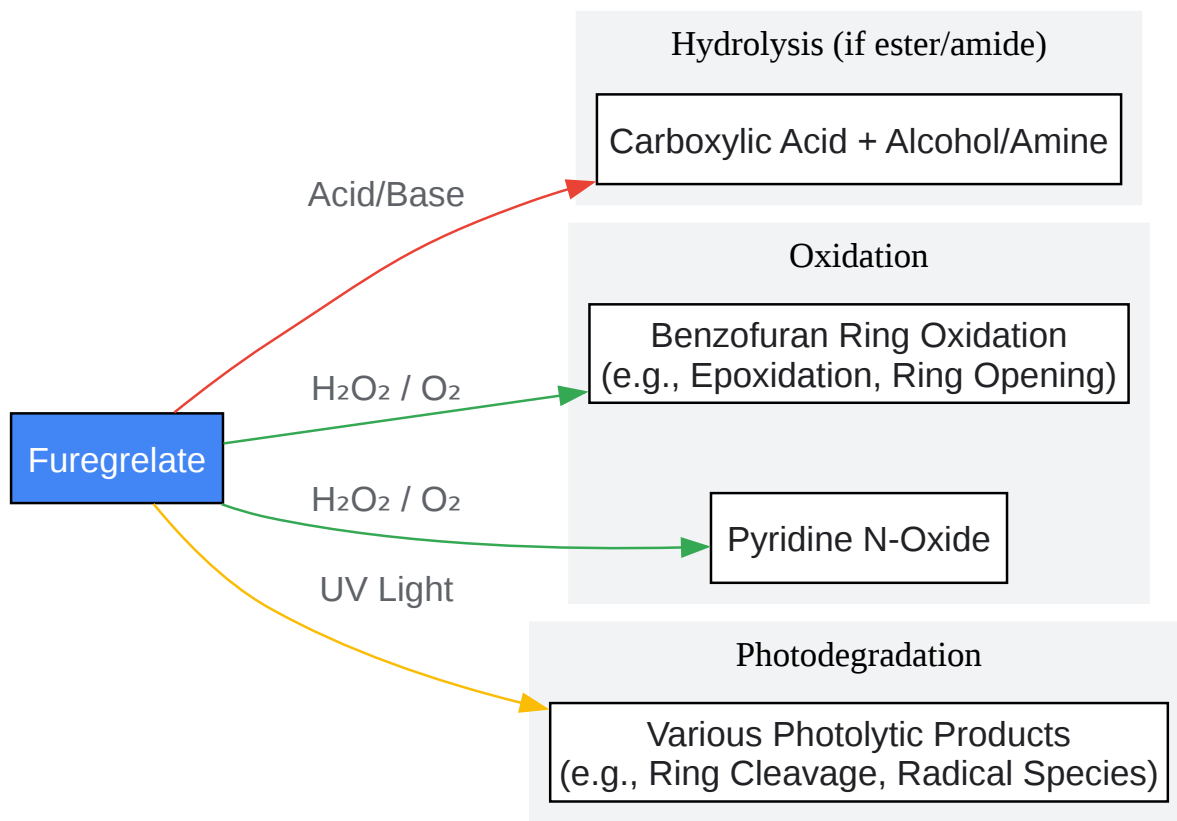 Hydrolysis (if ester/amide)
Carboxylic Acid + Alcohol/Amine
Acid/Base
Oxidation
Benzofuran Ring Oxidation
(e.g., Epoxidation, Ring Opening)
H₂O₂ / O₂
Furegrelate
H₂O₂ / O₂
Pyridine N-Oxide
UV Light
Photodegradation
Various Photolytic Products
(e.g., Ring Cleavage, Radical Species)